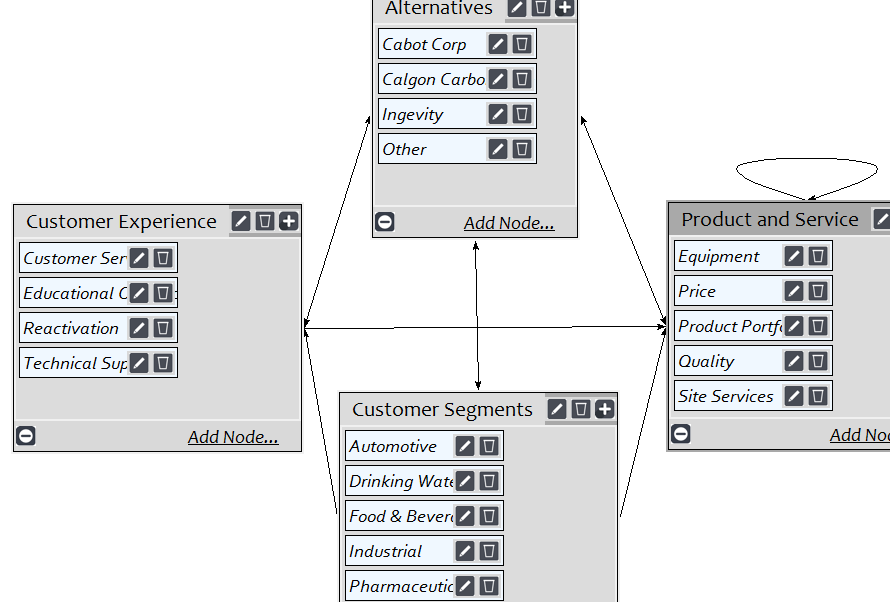 Alternatives
Cabot Corp
Calgon Carbo
Ingevity
Other
Add Node...
Customer Experience
Customer Ser
Educational
Reactivation
Technical Sup
Add Node...
Product and Service
Equipment
Price
Product Portf
Quality
Site Services
Add Noc
Customer Segments
Automotive
Drinking Wate
Food & Bever
Industrial
Pharmaceutic